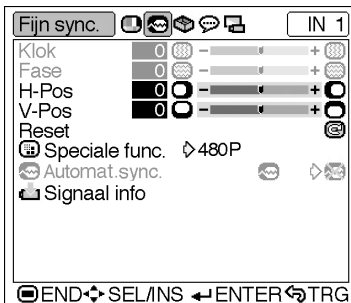 Fijn sync. IN 1
Klok 0 - +
Fase 0 - +
H-Pos 0 - +
V-Pos 0 - +
Reset
Speciale func. 480P
Automat.sync.
Signaal info
END SEL/INS ENTER TRG